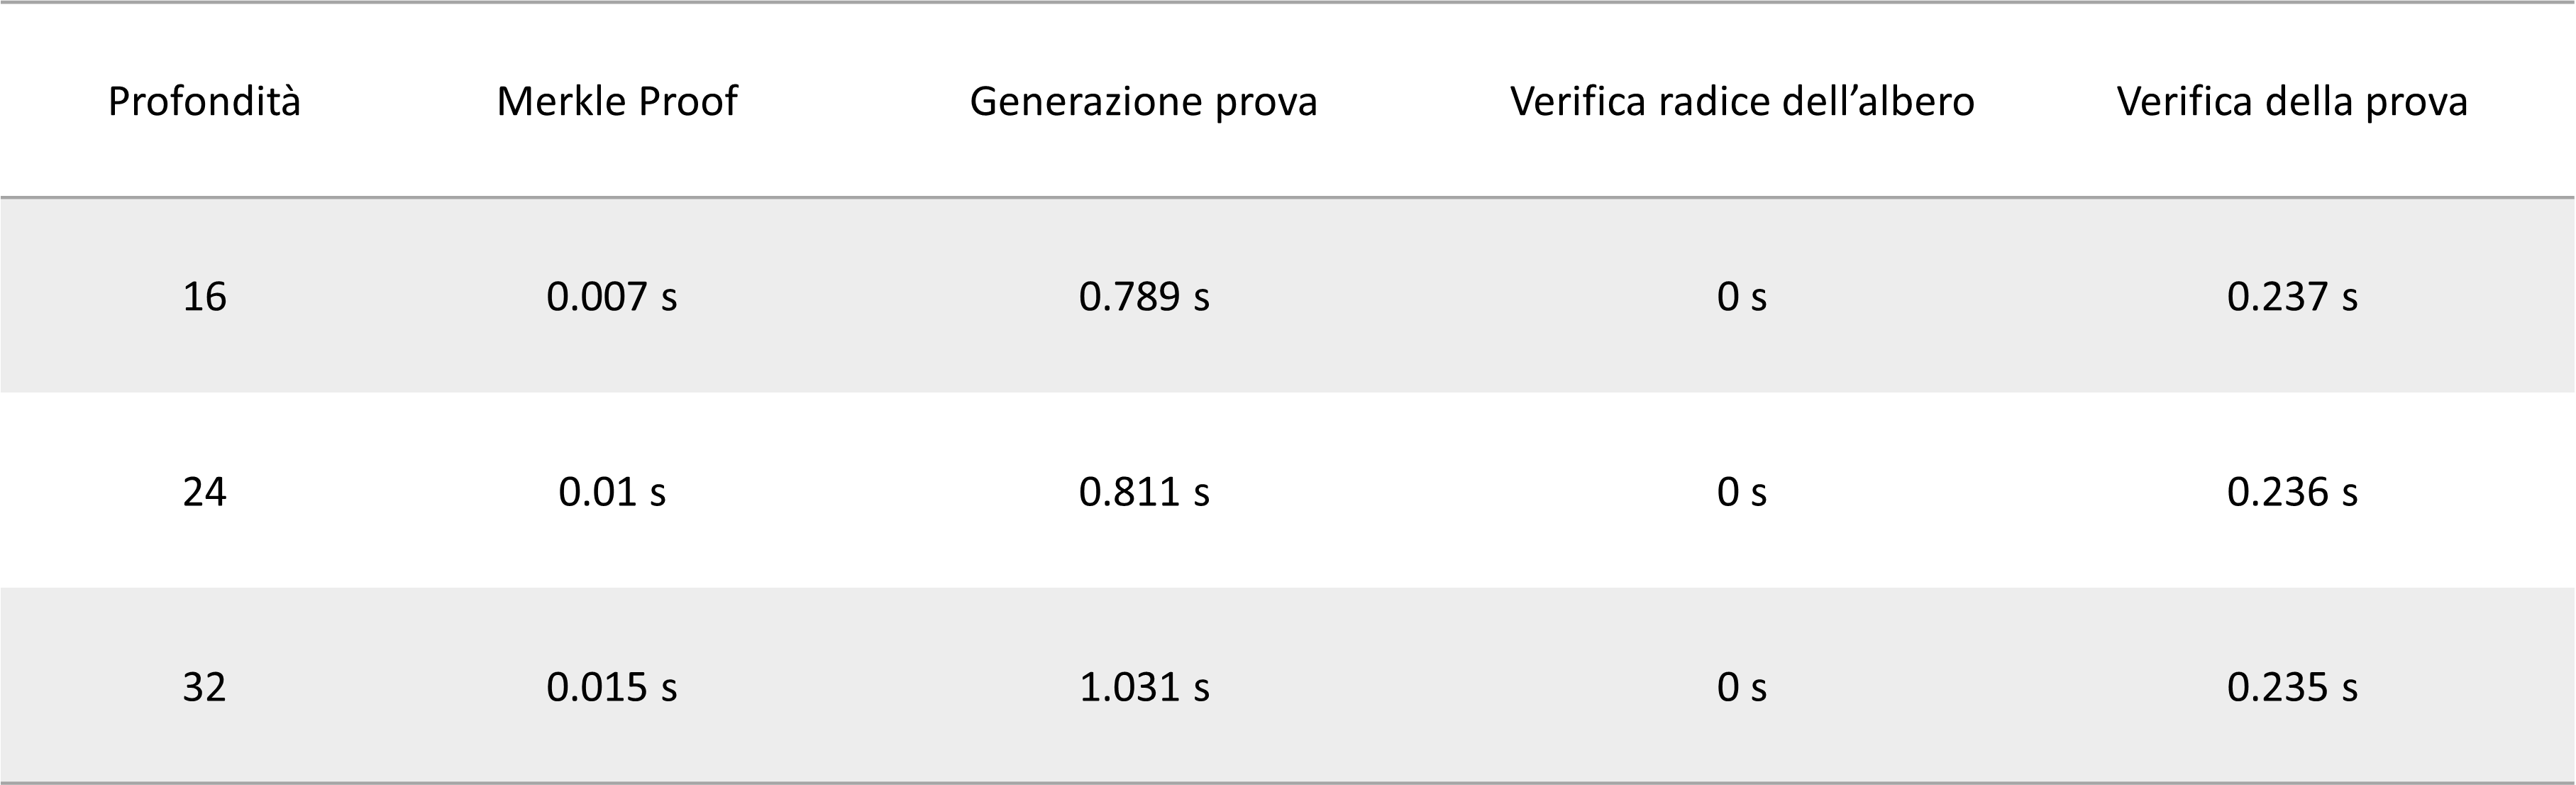 Profondità Merkle Proof Generazione prova Verifica radice dell’albero Verifica della prova
16 0.007 s 0.789 s 0 s 0.237 s
24 0.01 s 0.811 s 0 s 0.236 s
32 0.015 s 1.031 s 0 s 0.235 s